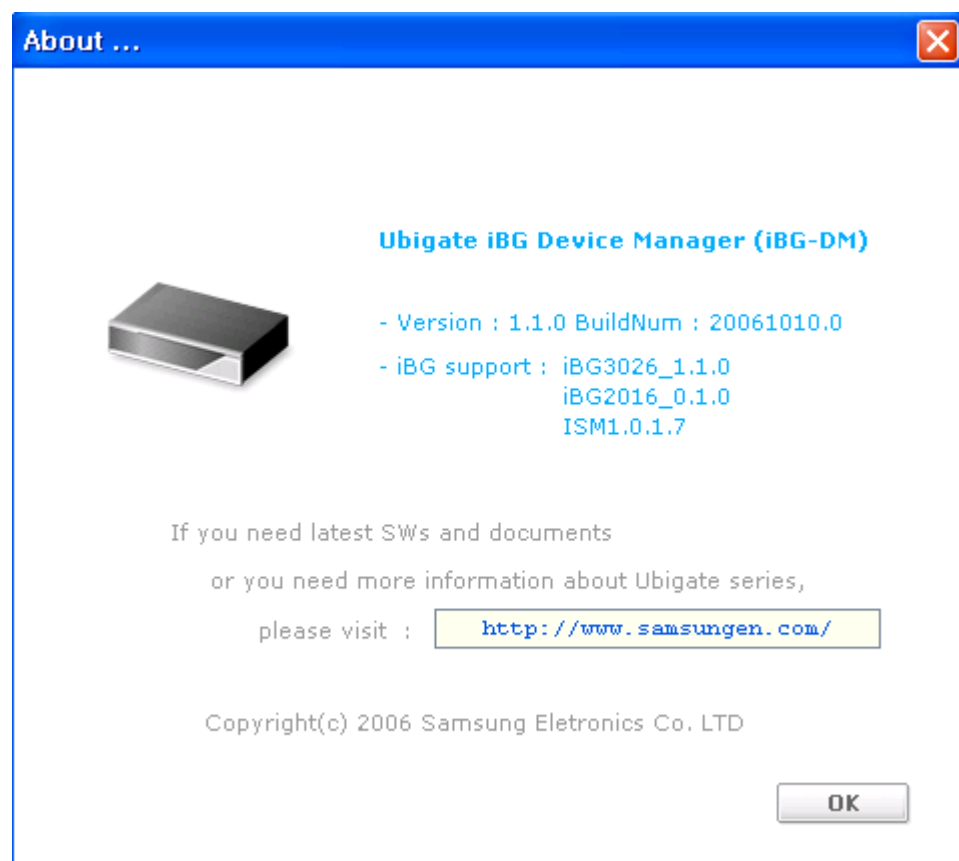 About ...
Ubigate iBG Device Manager (iBG-DM)
- Version : 1.1.0 BuildNum : 20061010.0
- iBG support : iBG3026_1.1.0
iBG2016_0.1.0
ISM1.0.1.7
If you need latest SWs and documents
or you need more information about Ubigate series,
please visit : http://www.samsungen.com/
Copyright(c) 2006 Samsung Eletronics Co. LTD
OK